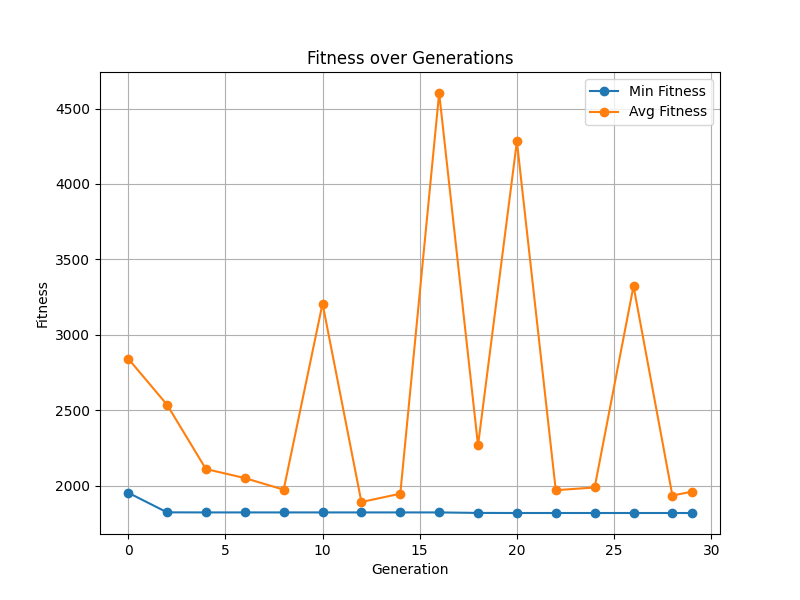 Fitness over Generations
Min Fitness
Avg Fitness
4500
4000
3500
3000
2500
2000
Fitness
0 5 10 15 20 25 30
Generation